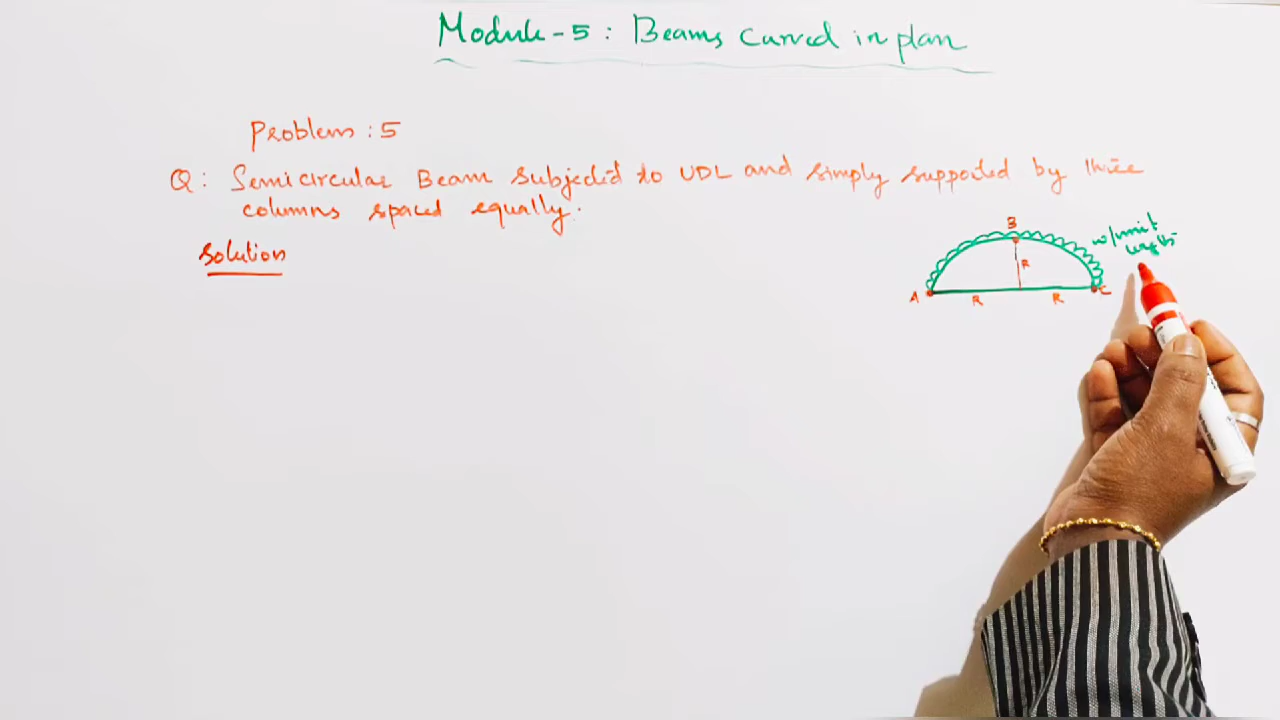 Module-5 : Beams curved in plan
Problem : 5
Q: Semicircular Beam subjected to UDL and simply supported by three
columns spaced equally.
Solution
B
w/unit
length
R
A
C
R
R